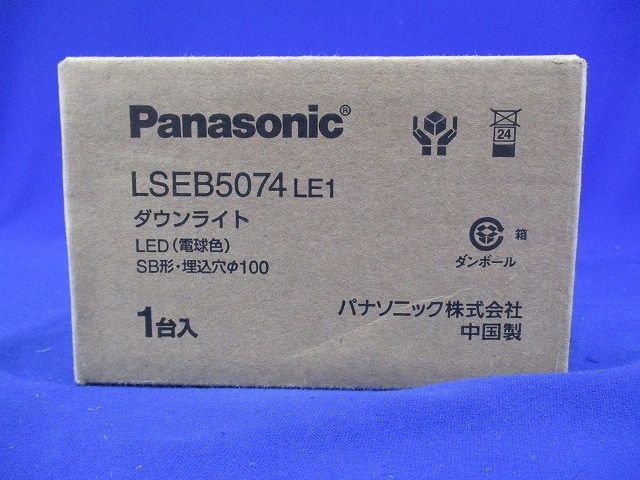 Panasonic®
24
LSEB5074 LE1
ダウンライト
LED(電球色)
SB形・埋込穴φ100
箱
ダンボール
1台入
パナソニック株式会社
中国製